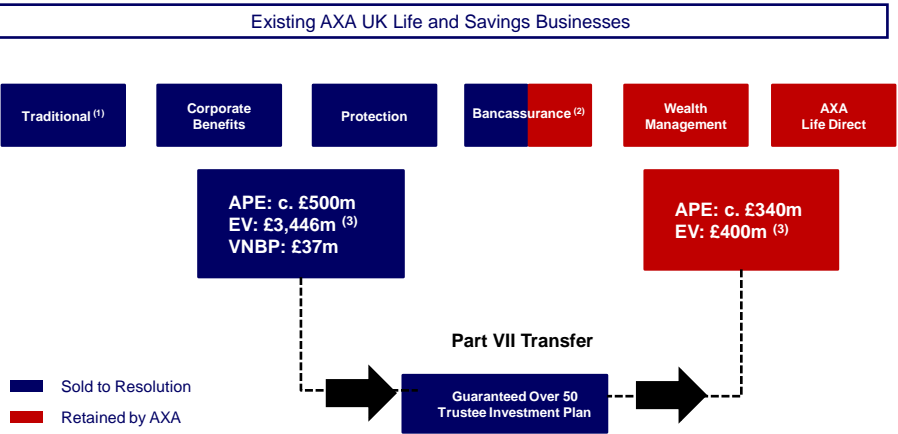 Existing AXA UK Life and Savings Businesses
Traditional (1)
Corporate
Benefits
Protection
Bancassurance (2)
Wealth
Management
AXA
Life Direct
APE: c. £500m
EV: £3,446m (3)
VNBP: £37m
APE: c. £340m
EV: £400m (3)
Part VII Transfer
Guaranteed Over 50
Trustee Investment Plan
Sold to Resolution
Retained by AXA